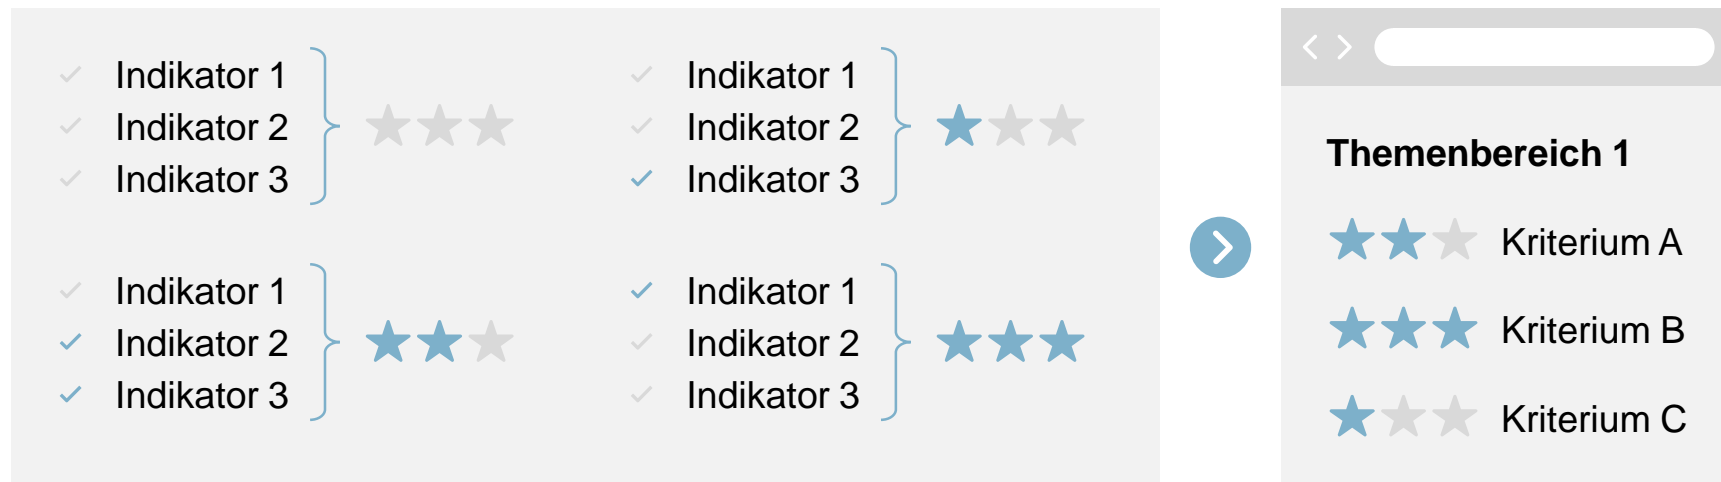 Indikator 1
Indikator 2
Indikator 3
Indikator 1
Indikator 2
Indikator 3
Indikator 1
Indikator 2
Indikator 3
Indikator 1
Indikator 2
Indikator 3
Themenbereich 1
Kriterium A
Kriterium B
Kriterium C